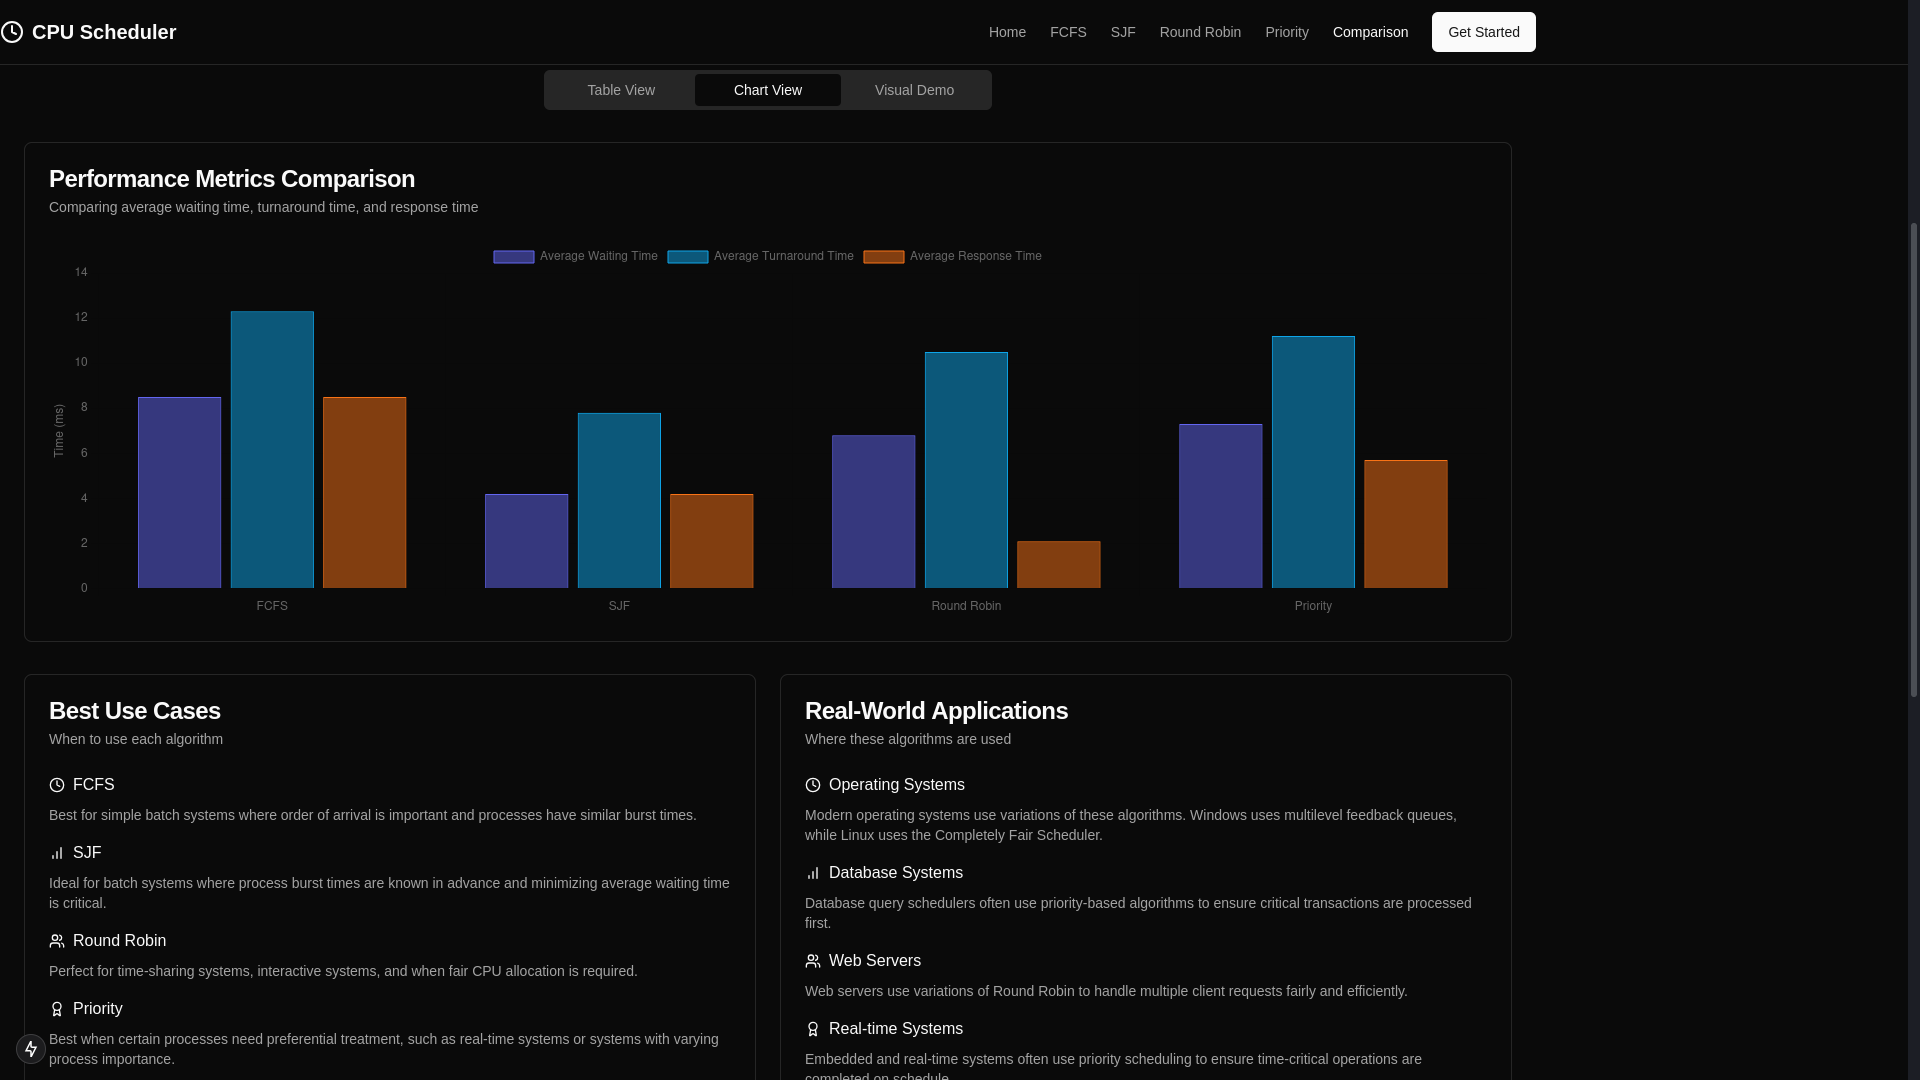 CPU Scheduler
Home FCFS SJF Round Robin Priority Comparison Get Started
Table View Chart View Visual Demo
Performance Metrics Comparison
Comparing average waiting time, turnaround time, and response time
Average Waiting Time Average Turnaround Time Average Response Time
14
12
10
8
6
4
2
0
Time (ms)
FCFS SJF Round Robin Priority
Best Use Cases
When to use each algorithm
FCFS
Best for simple batch systems where order of arrival is important and processes have similar burst times.
SJF
Ideal for batch systems where process burst times are known in advance and minimizing average waiting time
is critical.
Round Robin
Perfect for time-sharing systems, interactive systems, and when fair CPU allocation is required.
Priority
Best when certain processes need preferential treatment, such as real-time systems or systems with varying
process importance.
Real-World Applications
Where these algorithms are used
Operating Systems
Modern operating systems use variations of these algorithms. Windows uses multilevel feedback queues,
while Linux uses the Completely Fair Scheduler.
Database Systems
Database query schedulers often use priority-based algorithms to ensure critical transactions are processed
first.
Web Servers
Web servers use variations of Round Robin to handle multiple client requests fairly and efficiently.
Real-time Systems
Embedded and real-time systems often use priority scheduling to ensure time-critical operations are
completed on schedule.